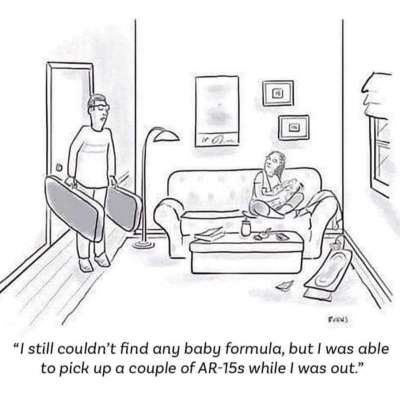 “I still couldn’t find any baby formula, but I was able
to pick up a couple of AR-15s while I was out.”